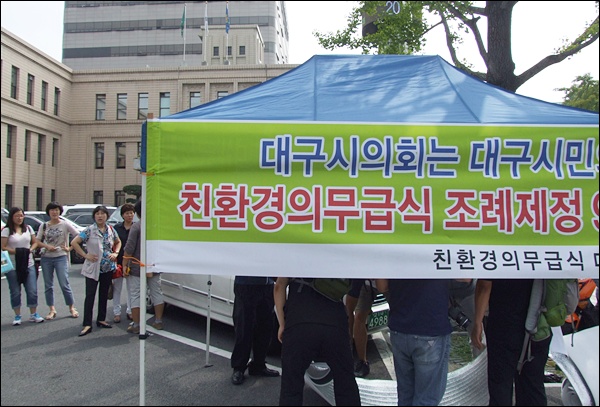 20
대구시의회는 대구시민
친환경의무급식 조례제정
친환경의무급식
4988